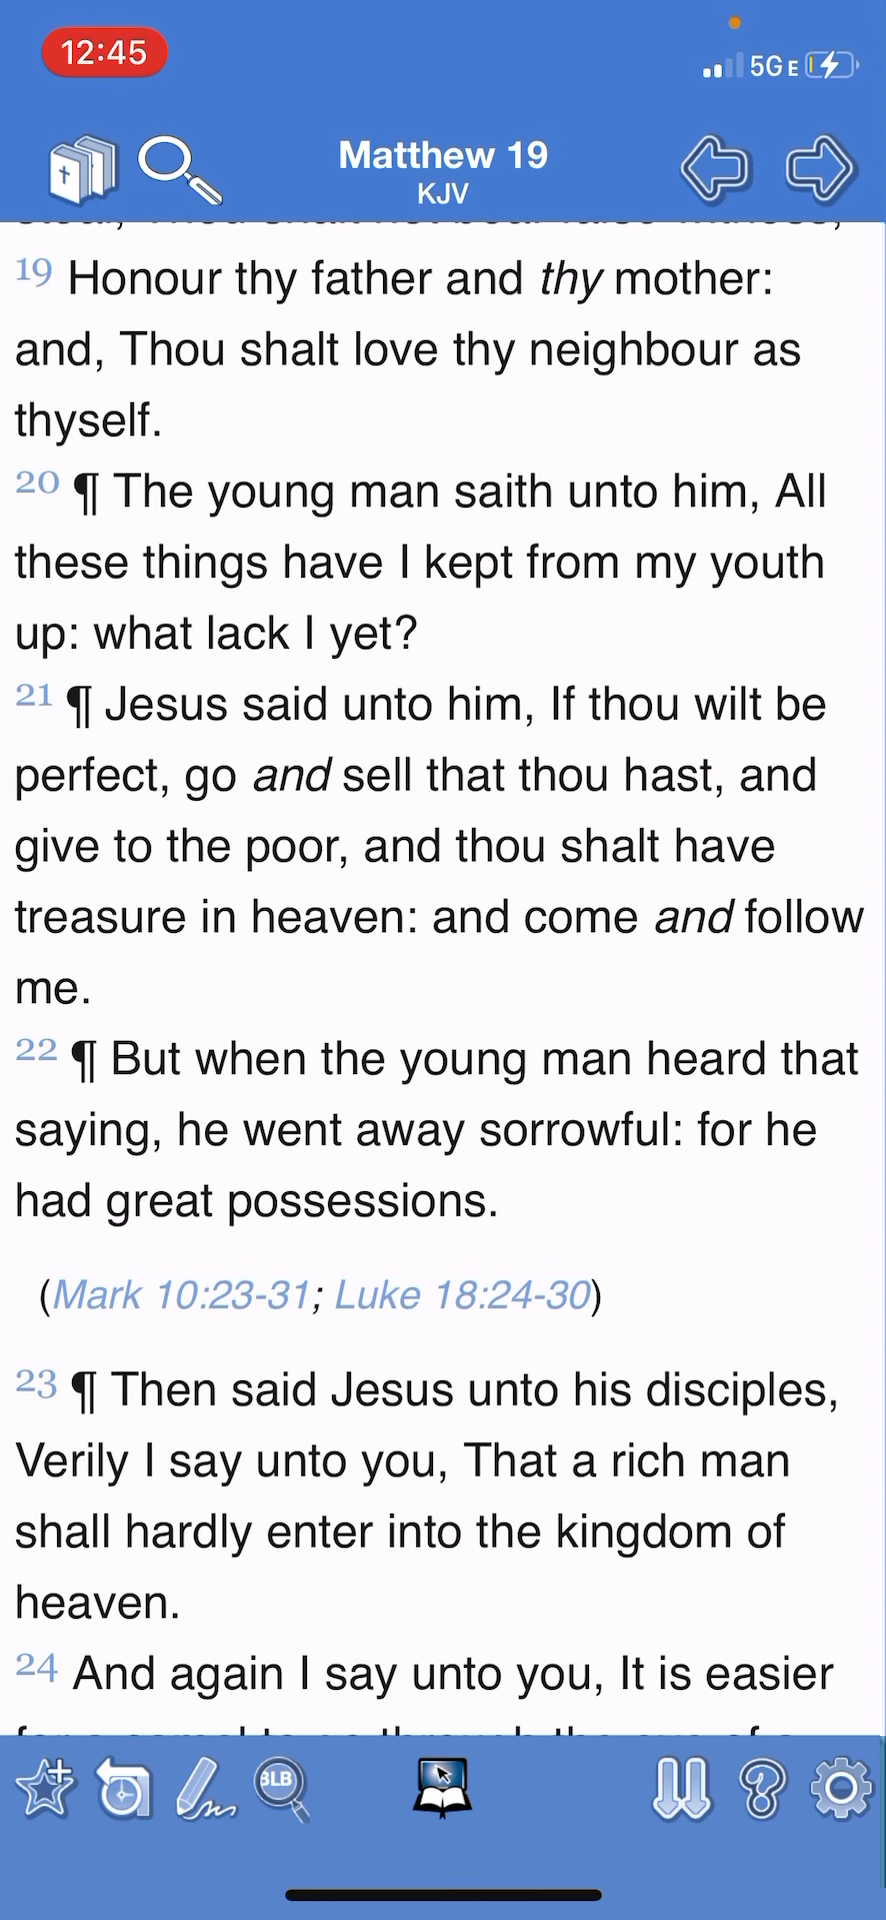 12:45
5G E
Matthew 19
KJV
19 Honour thy father and thy mother:
and, Thou shalt love thy neighbour as
thyself.
20 ¶ The young man saith unto him, All
these things have I kept from my youth
up: what lack I yet?
21 ¶ Jesus said unto him, If thou wilt be
perfect, go and sell that thou hast, and
give to the poor, and thou shalt have
treasure in heaven: and come and follow
me.
22 ¶ But when the young man heard that
saying, he went away sorrowful: for he
had great possessions.
(Mark 10:23-31; Luke 18:24-30)
23 ¶ Then said Jesus unto his disciples,
Verily I say unto you, That a rich man
shall hardly enter into the kingdom of
heaven.
24 And again I say unto you, It is easier
BLB